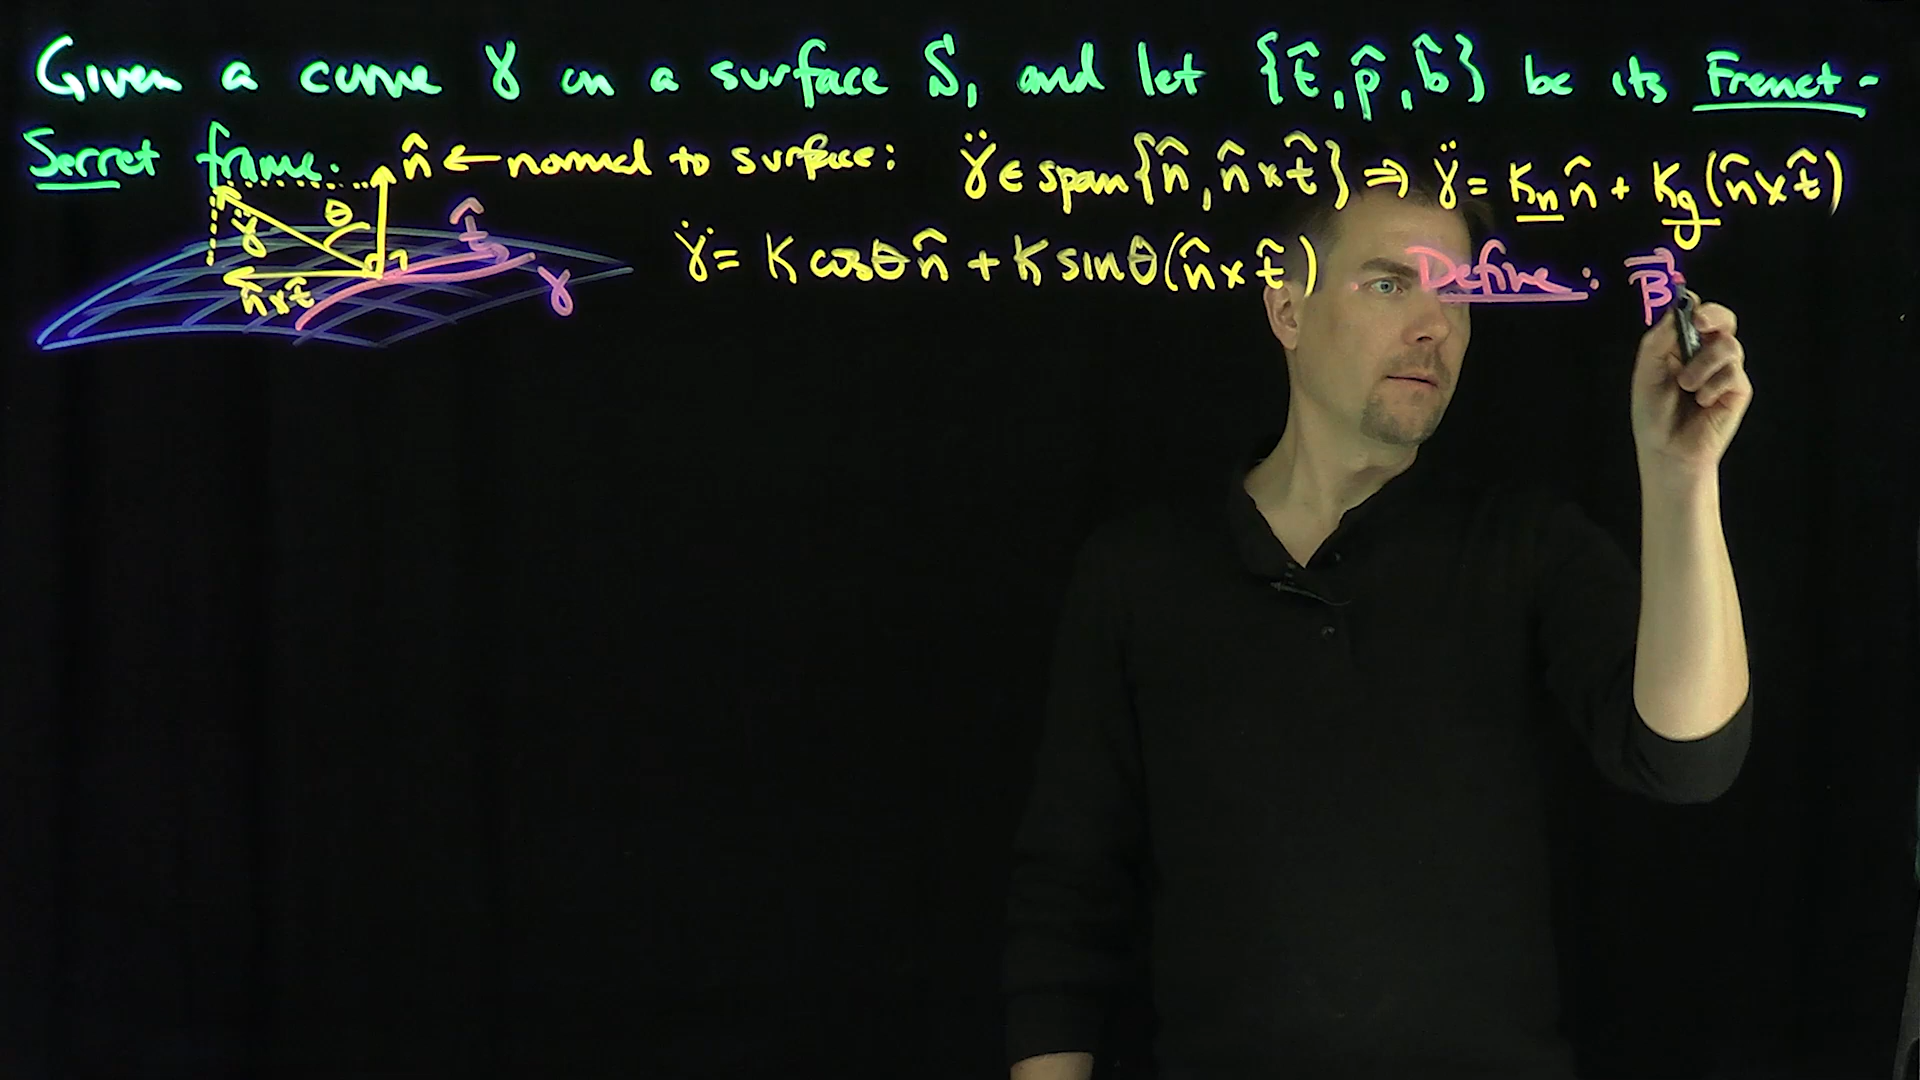 Given a curve γ on a surface S, and let {t̂, p̂, b̂} be its Frenet-
Serret frame.
n̂ ← normal to surface: γ̈ ∈ span{n̂, n̂×t̂} ⇒ γ̈ = κₙ n̂ + κ_g (n̂×t̂)
θ
γ̈
t̂
n̂×t̂
γ
γ̈ = κ cosθ n̂ + κ sinθ (n̂×t̂)
Define: B⃗